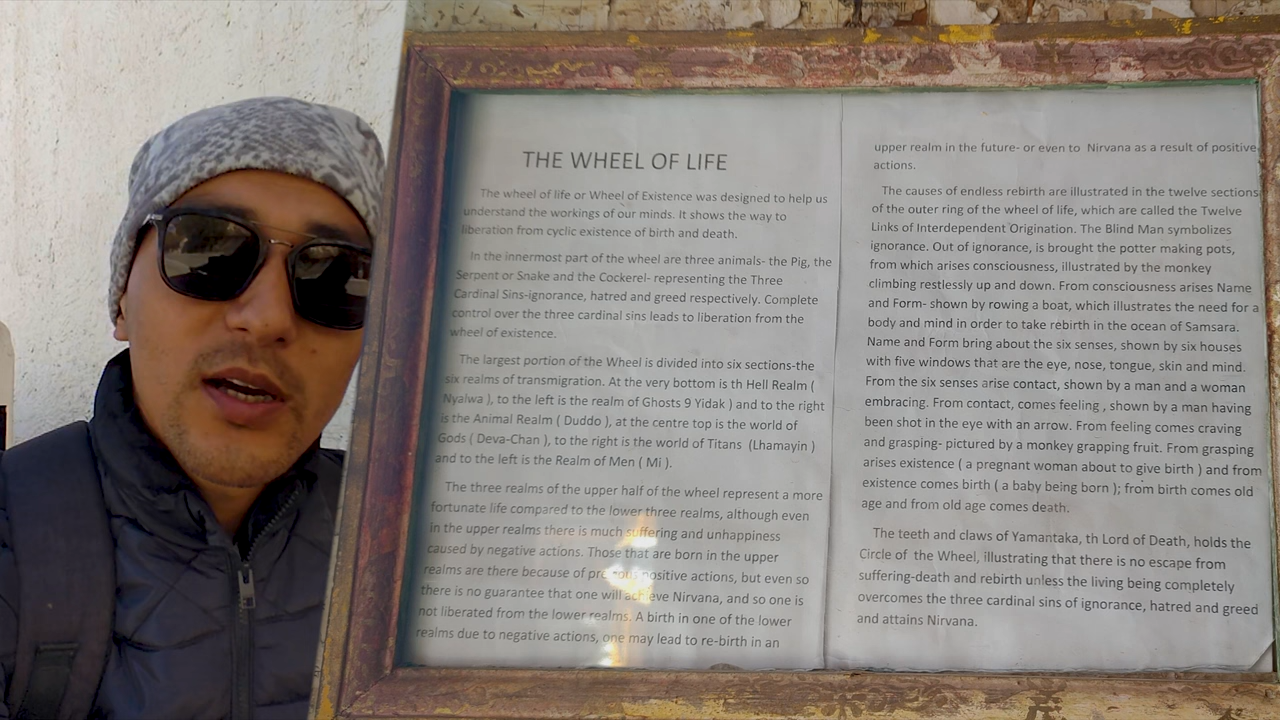 THE WHEEL OF LIFE
The wheel of life or Wheel of Existence was designed to help us
understand the workings of our minds. It shows the way to
liberation from cyclic existence of birth and death.
In the innermost part of the wheel are three animals- the Pig, the
Serpent or Snake and the Cockerel- representing the Three
Cardinal Sins-ignorance, hatred and greed respectively. Complete
control over the three cardinal sins leads to liberation from the
wheel of existence.
The largest portion of the Wheel is divided into six sections-the
six realms of transmigration. At the very bottom is th Hell Realm (
Nyalwa ), to the left is the realm of Ghosts 9 Yidak ) and to the right
is the Animal Realm ( Duddo ), at the centre top is the world of
Gods ( Deva-Chan ), to the right is the world of Titans (Lhamayin )
and to the left is the Realm of Men ( Mi ).
The three realms of the upper half of the wheel represent a more
fortunate life compared to the lower three realms, although even
in the upper realms there is much suffering and unhappiness
caused by negative actions. Those that are born in the upper
realms are there because of positive actions, but even so
there is no guarantee that one will achieve Nirvana, and so one is
not liberated from the lower realms. A birth in one of the lower
realms due to negative actions, one may lead to re-birth in an
upper realm in the future- or even to Nirvana as a result of positive
actions.
The causes of endless rebirth are illustrated in the twelve sections
of the outer ring of the wheel of life, which are called the Twelve
Links of Interdependent Origination. The Blind Man symbolizes
ignorance. Out of ignorance, is brought the potter making pots,
from which arises consciousness, illustrated by the monkey
climbing restlessly up and down. From consciousness arises Name
and Form- shown by rowing a boat, which illustrates the need for a
body and mind in order to take rebirth in the ocean of Samsara.
Name and Form bring about the six senses, shown by six houses
with five windows that are the eye, nose, tongue, skin and mind.
From the six senses arise contact, shown by a man and a woman
embracing. From contact, comes feeling , shown by a man having
been shot in the eye with an arrow. From feeling comes craving
and grasping- pictured by a monkey grapping fruit. From grasping
arises existence ( a pregnant woman about to give birth ) and from
existence comes birth ( a baby being born ); from birth comes old
age and from old age comes death.
The teeth and claws of Yamantaka, th Lord of Death, holds the
Circle of the Wheel, illustrating that there is no escape from
suffering-death and rebirth unless the living being completely
overcomes the three cardinal sins of ignorance, hatred and greed
and attains Nirvana.